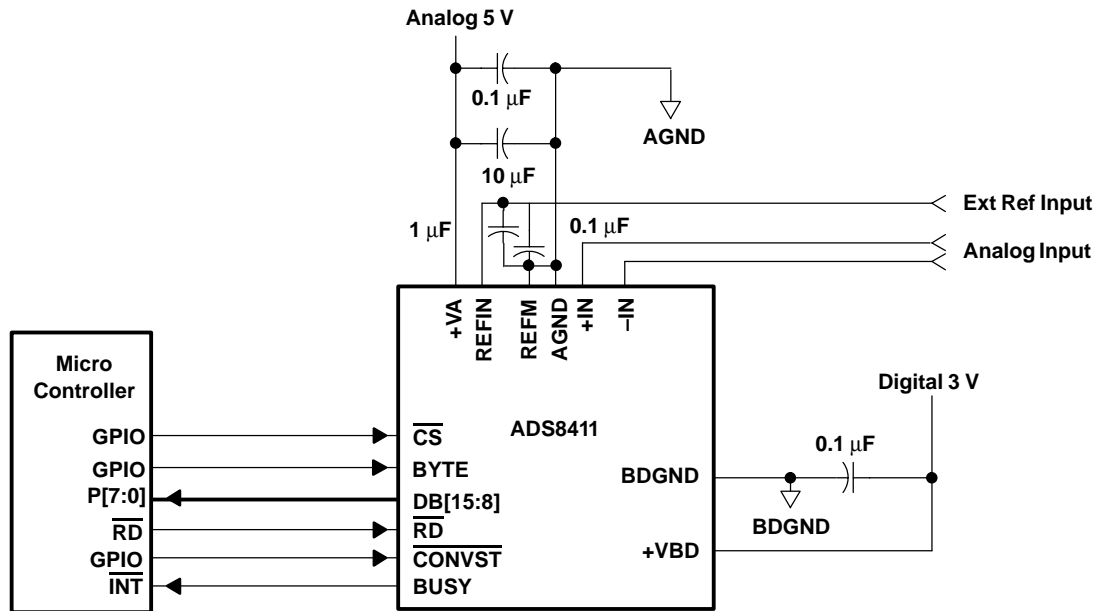 Analog 5 V
0.1 μF
AGND
10 μF
Ext Ref Input
1 μF
0.1 μF
Analog Input
+VA
REFIN
REFM
AGND
+IN
–IN
Micro
Controller
Digital 3 V
GPIO
CS
ADS8411
0.1 μF
GPIO
BYTE
BDGND
P[7:0]
DB[15:8]
BDGND
RD
RD
GPIO
CONVST
+VBD
INT
BUSY